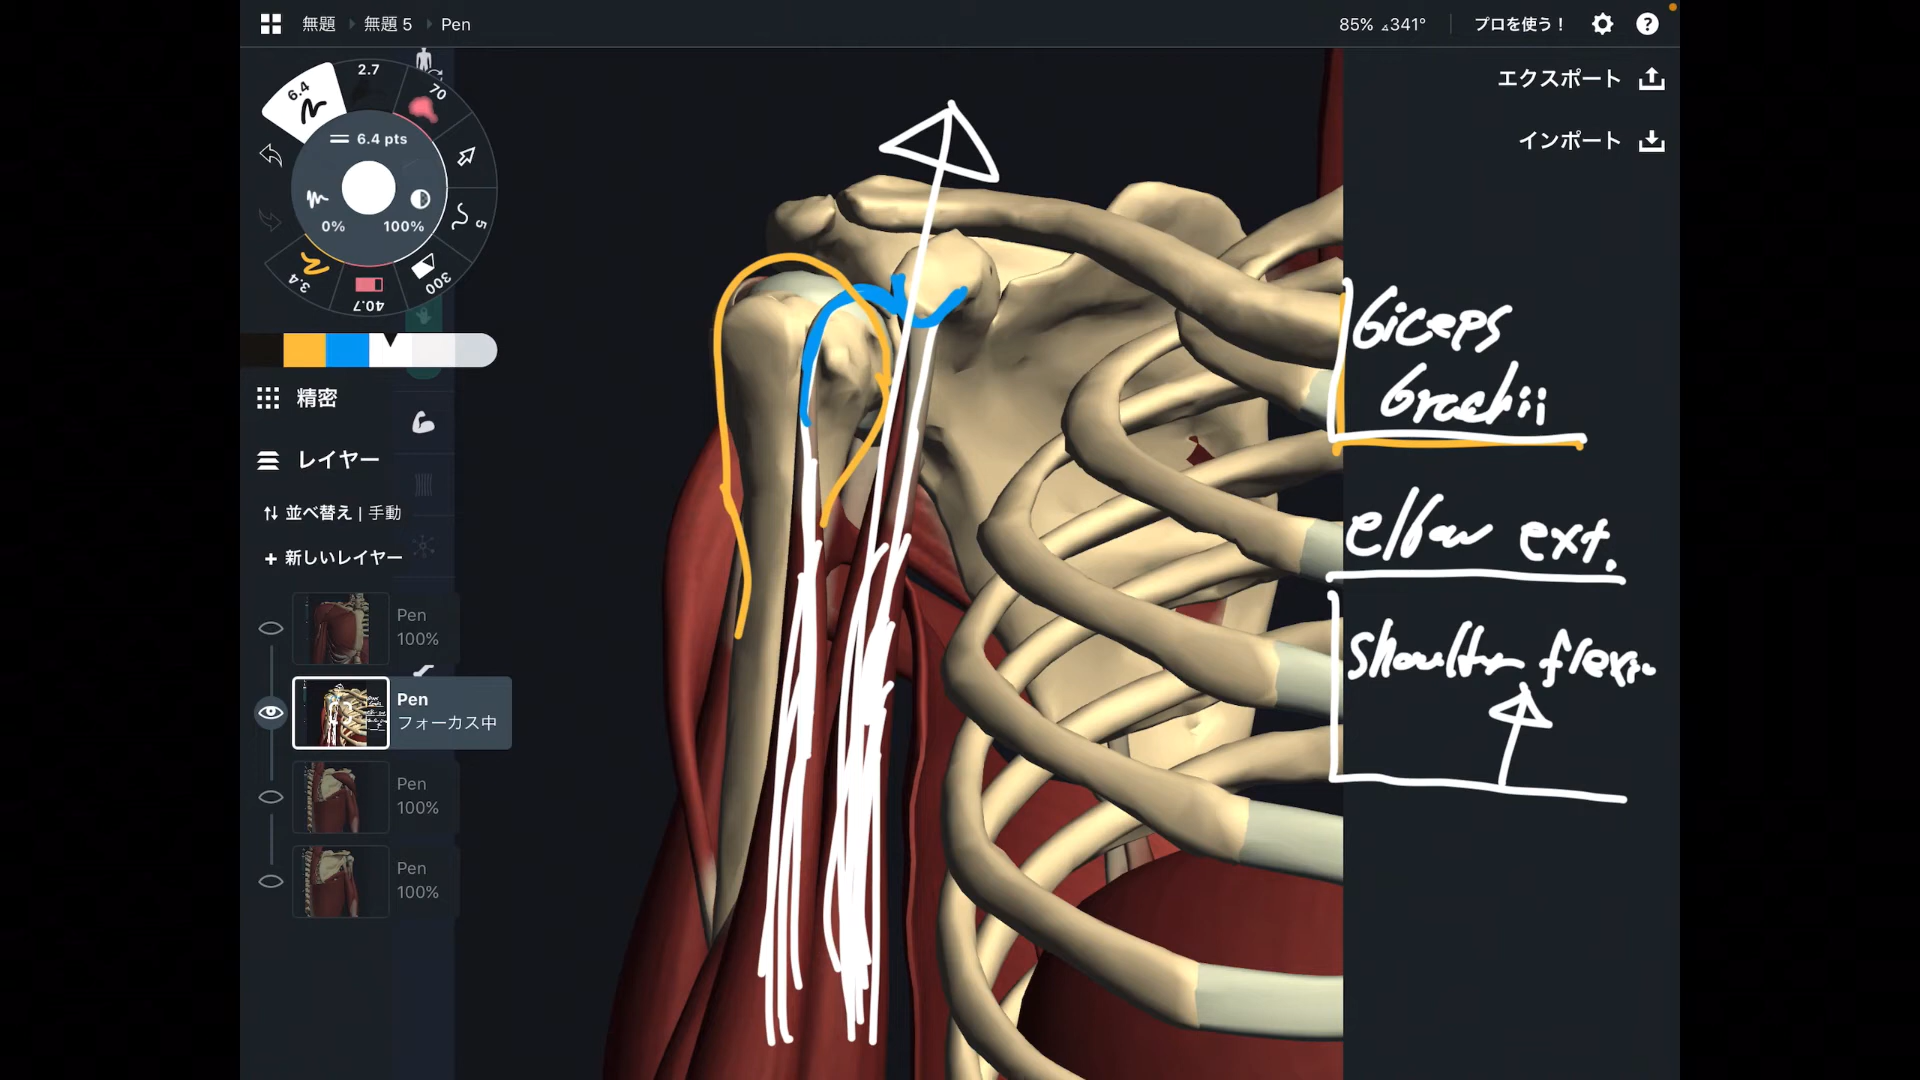 無題 無題 5 Pen
85% ⊿341° プロを使う！
エクスポート
インポート
6.4
2.7
70
5
300
40.7
3.4
6.4 pts
0% 100%
精密
レイヤー
並べ替え | 手動
+ 新しいレイヤー
Pen
100%
Pen
フォーカス中
Pen
100%
Pen
100%
biceps
brachii
elbow ext.